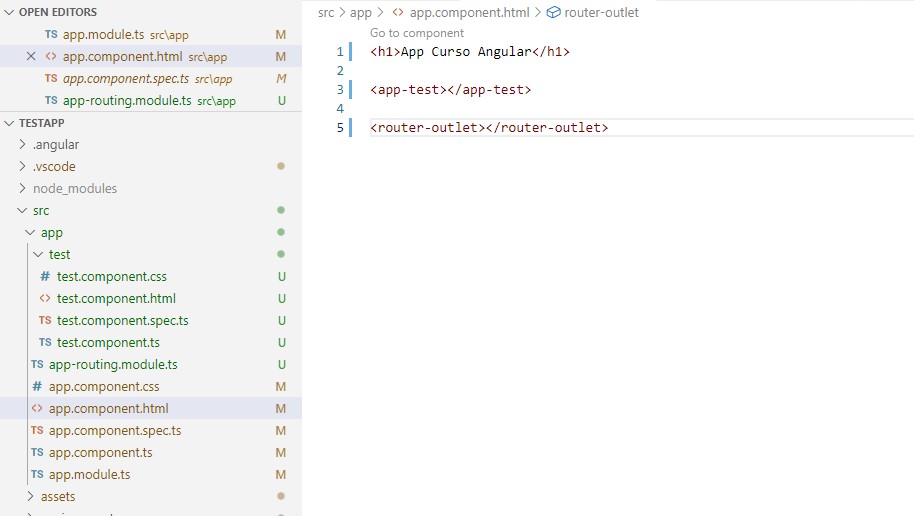 OPEN EDITORS
TS app.module.ts src\app M
<> app.component.html src\app M
TS app.component.spec.ts src\app M
TS app-routing.module.ts src\app U
TESTAPP
.angular
.vscode
node_modules
src
app
test
# test.component.css U
<> test.component.html U
TS test.component.spec.ts U
TS test.component.ts U
TS app-routing.module.ts U
# app.component.css M
<> app.component.html M
TS app.component.spec.ts M
TS app.component.ts M
TS app.module.ts M
assets
src > app > <> app.component.html > router-outlet
Go to component
1 <h1>App Curso Angular</h1>
2
3 <app-test></app-test>
4
5 <router-outlet></router-outlet>